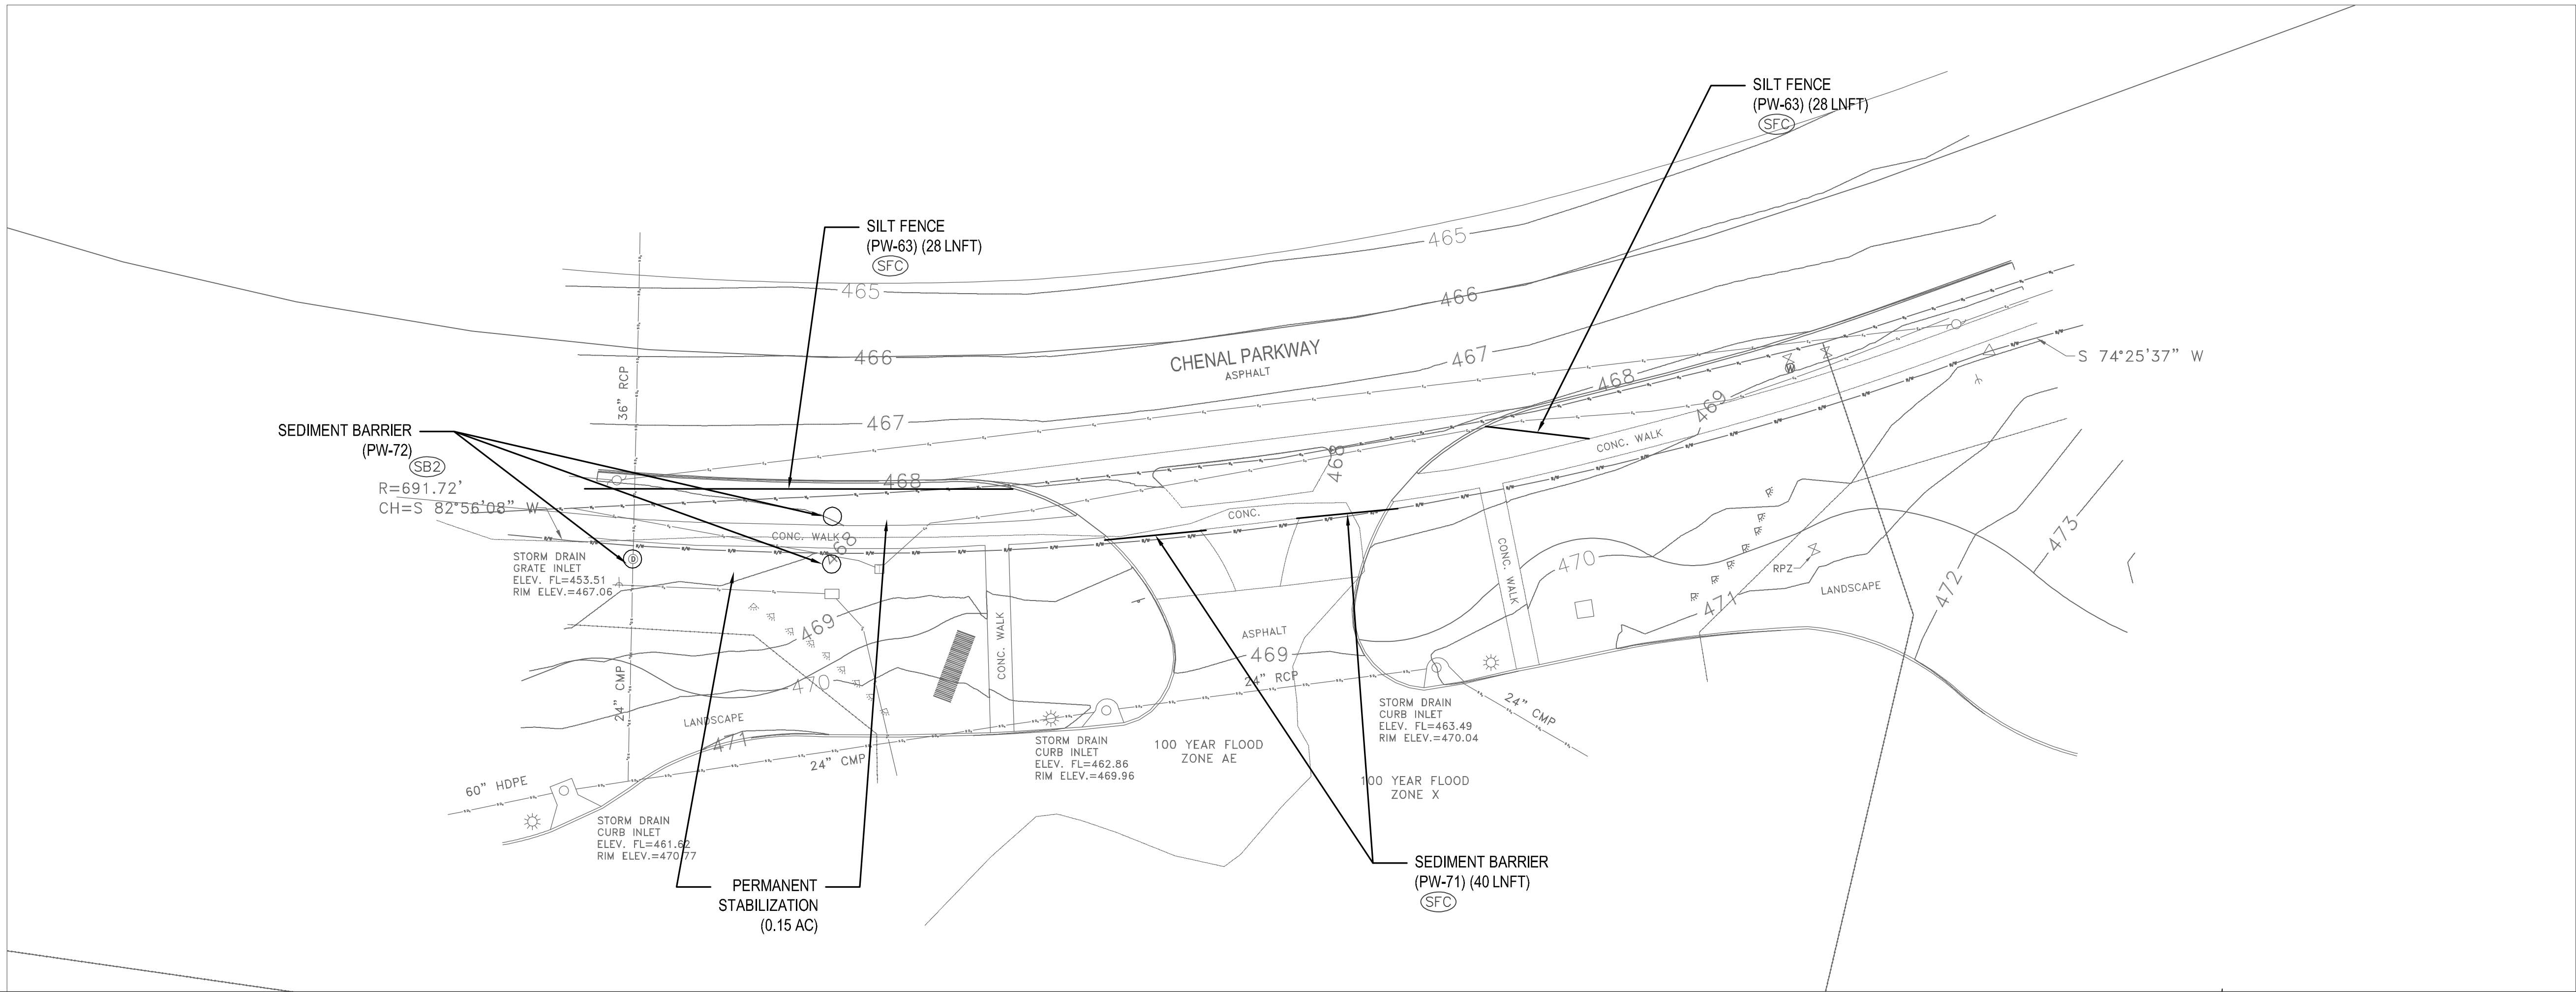 SILT FENCE
(PW-63) (28 LNFT)
SFC
SILT FENCE
(PW-63) (28 LNFT)
SFC
465
465
466
466
CHENAL PARKWAY
ASPHALT
467
467
468
468
468
469
S 74°25'37" W
36" RCP
SEDIMENT BARRIER
(PW-72)
SB2
R=691.72'
CH=S 82°56'08" W
CONC. WALK
468
CONC.
CONC. WALK
W
D
STORM DRAIN
GRATE INLET
ELEV. FL=453.51
RIM ELEV.=467.06
CONC. WALK
CONC. WALK
469
470
471
24" CMP
LANDSCAPE
24" CMP
60" HDPE
ASPHALT
469
24" RCP
24" CMP
470
471
472
473
RPZ
LANDSCAPE
STORM DRAIN
CURB INLET
ELEV. FL=463.49
RIM ELEV.=470.04
STORM DRAIN
CURB INLET
ELEV. FL=462.86
RIM ELEV.=469.96
100 YEAR FLOOD
ZONE AE
100 YEAR FLOOD
ZONE X
STORM DRAIN
CURB INLET
ELEV. FL=461.62
RIM ELEV.=470.77
PERMANENT
STABILIZATION
(0.15 AC)
SEDIMENT BARRIER
(PW-71) (40 LNFT)
SFC